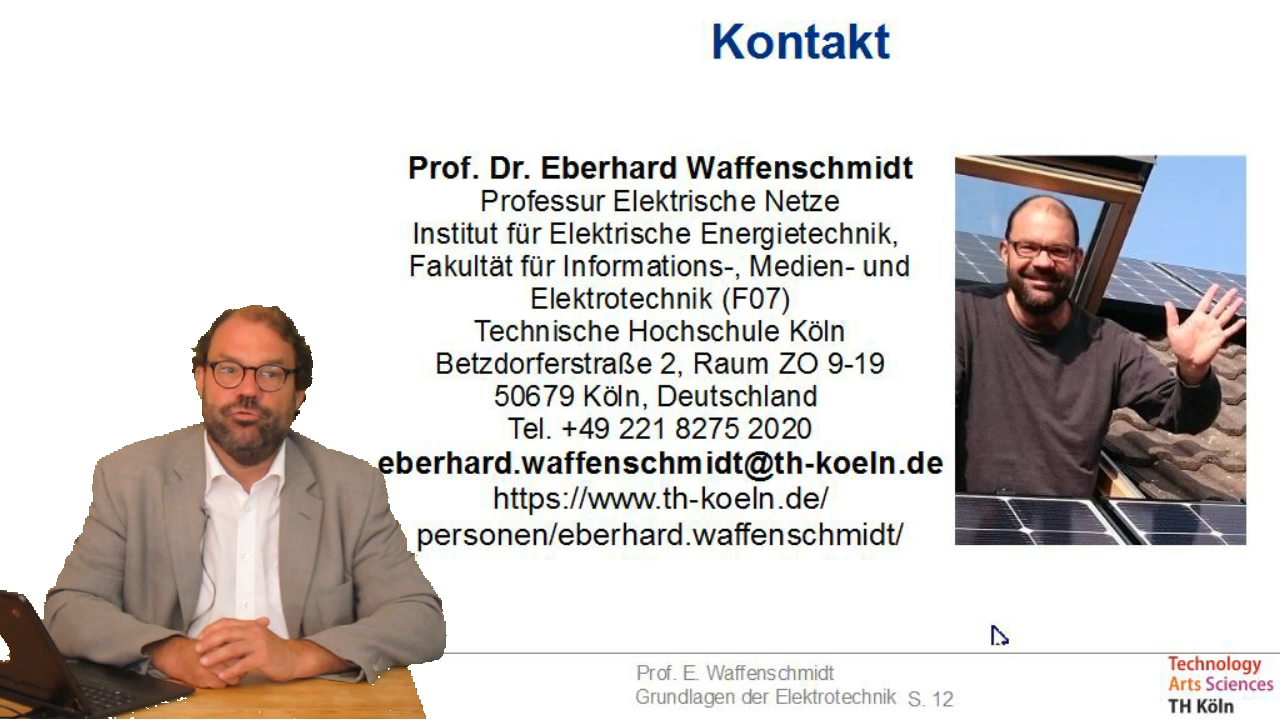 Kontakt
Prof. Dr. Eberhard Waffenschmidt
Professur Elektrische Netze
Institut für Elektrische Energietechnik,
Fakultät für Informations-, Medien- und
Elektrotechnik (F07)
Technische Hochschule Köln
Betzdorferstraße 2, Raum ZO 9-19
50679 Köln, Deutschland
Tel. +49 221 8275 2020
eberhard.waffenschmidt@th-koeln.de
https://www.th-koeln.de/
personen/eberhard.waffenschmidt/
Prof. E. Waffenschmidt
Grundlagen der Elektrotechnik S. 12
Technology
Arts Sciences
TH Köln